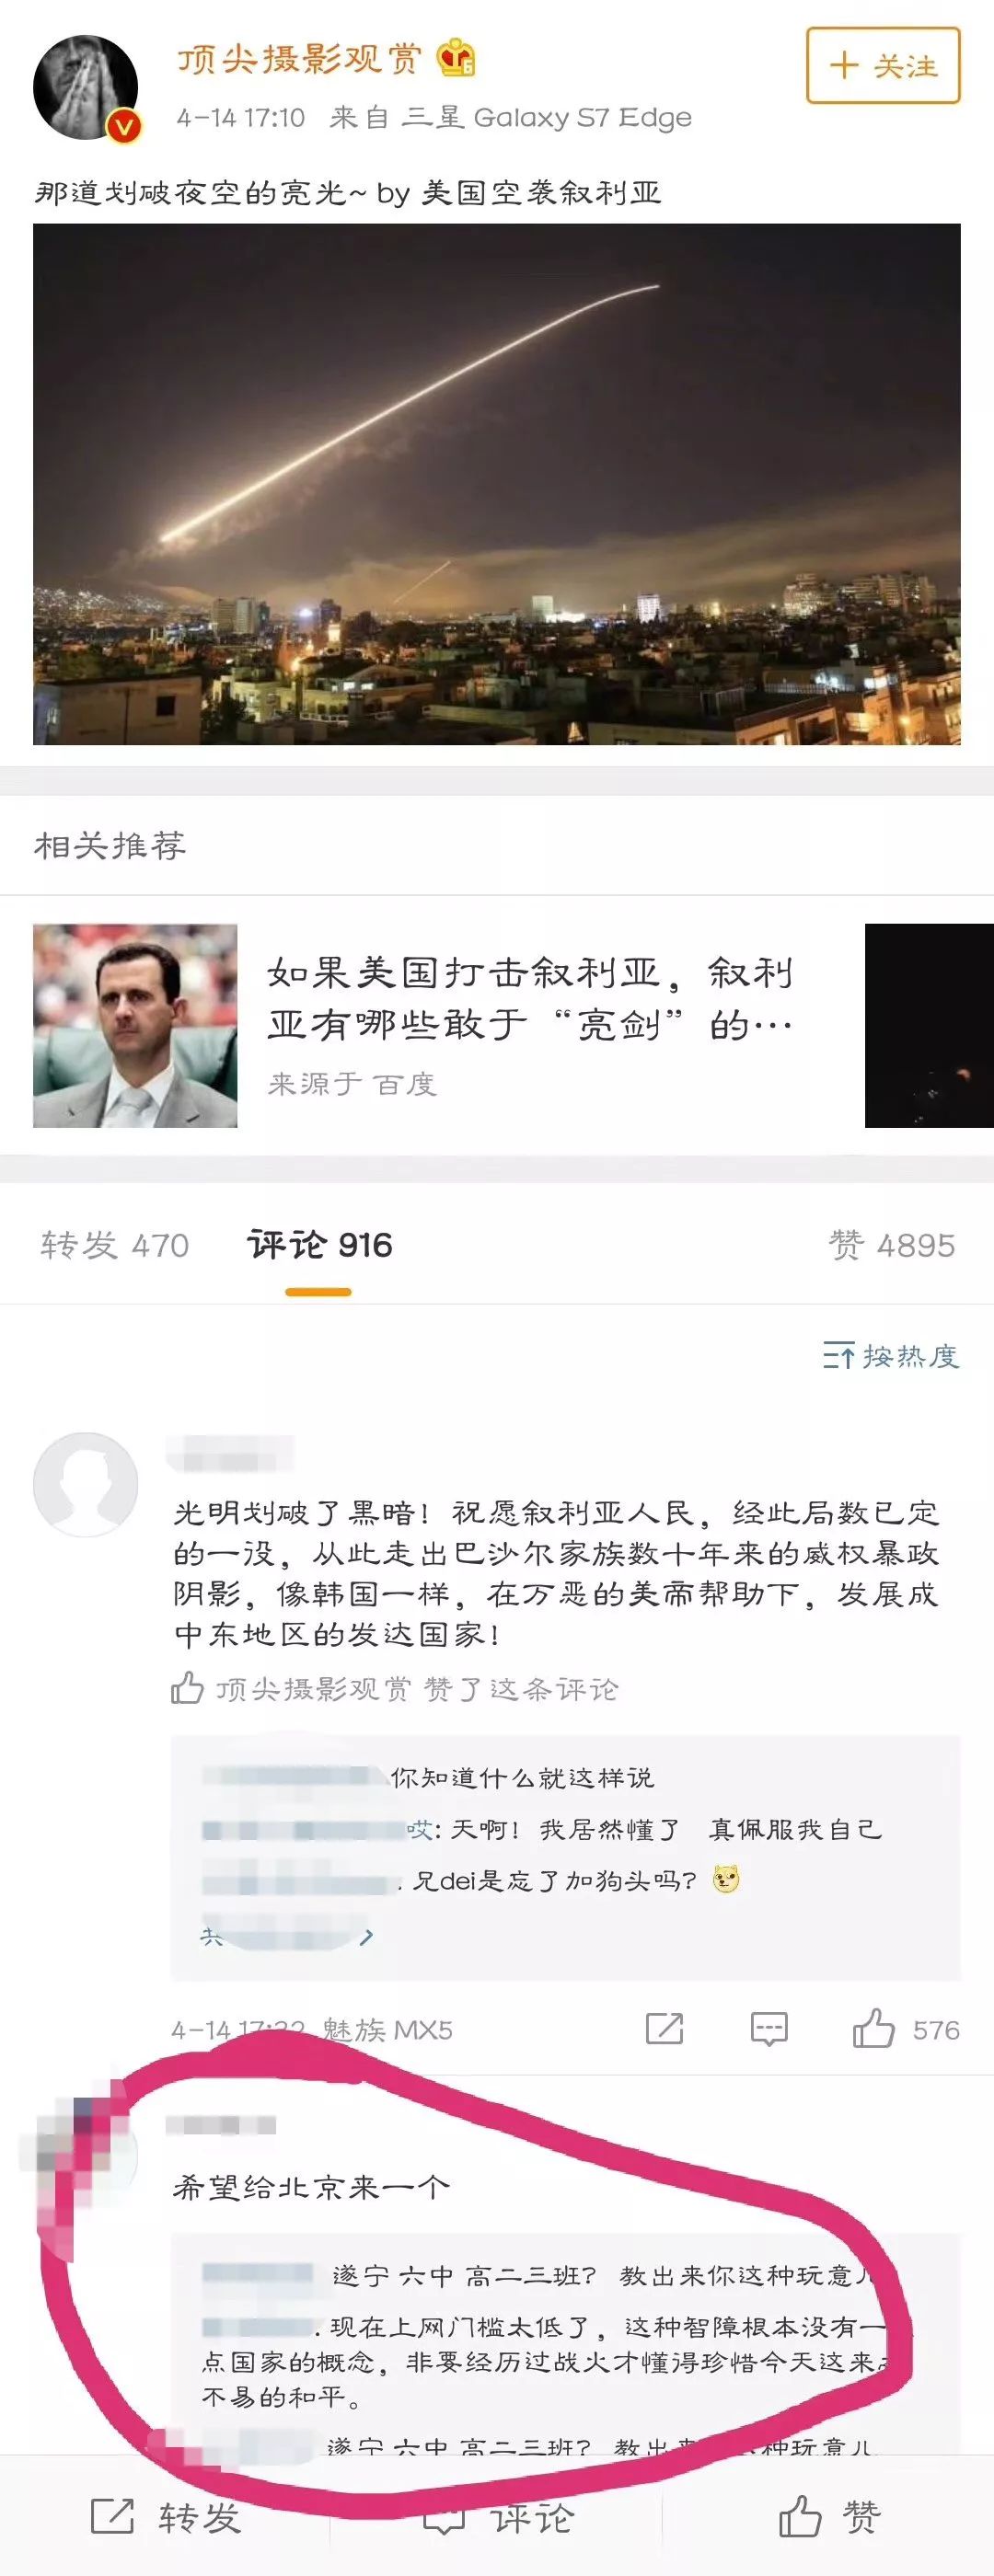 顶尖摄影观赏
+ 关注
4-14 17:10 来自 三星 Galaxy S7 Edge
那道划破夜空的亮光~ by 美国空袭叙利亚
相关推荐
如果美国打击叙利亚，叙利
亚有哪些敢于“亮剑”的…
来源于 百度
转发 470 评论 916 赞 4895
按热度
光明划破了黑暗！祝愿叙利亚人民，经此局数已定
的一役，从此走出巴沙尔家族数十年来的威权暴政
阴影，像韩国一样，在万恶的美帝帮助下，发展成
中东地区的发达国家！
顶尖摄影观赏 赞了这条评论
你知道什么就这样说
哎: 天啊！我居然懂了 真佩服我自己
兄dei是忘了加狗头吗？
共
4-14 17:32 魅族 MX5 576
希望给北京来一个
遂宁 六中 高二三班？ 教出来你这种玩意儿
现在上网门槛太低了，这种智障根本没有一
点国家的概念，非要经历过战火才懂得珍惜今天这来之
不易的和平。
遂宁 六中 高二三班？ 教出来 这种玩意儿
转发 评论 赞